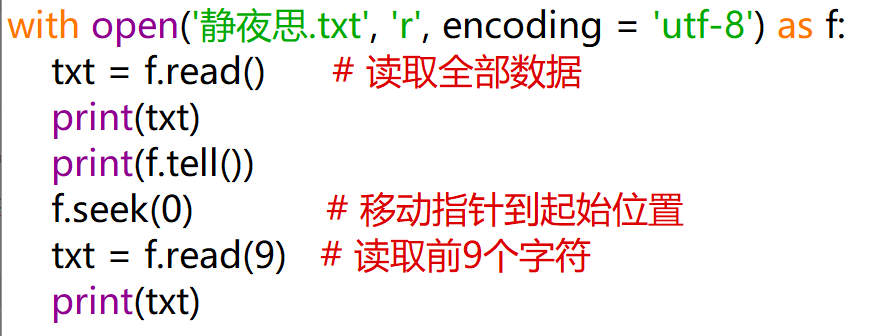 with open('静夜思.txt', 'r', encoding = 'utf-8') as f:
    txt = f.read()      # 读取全部数据
    print(txt)
    print(f.tell())
    f.seek(0)            # 移动指针到起始位置
    txt = f.read(9)   # 读取前9个字符
    print(txt)